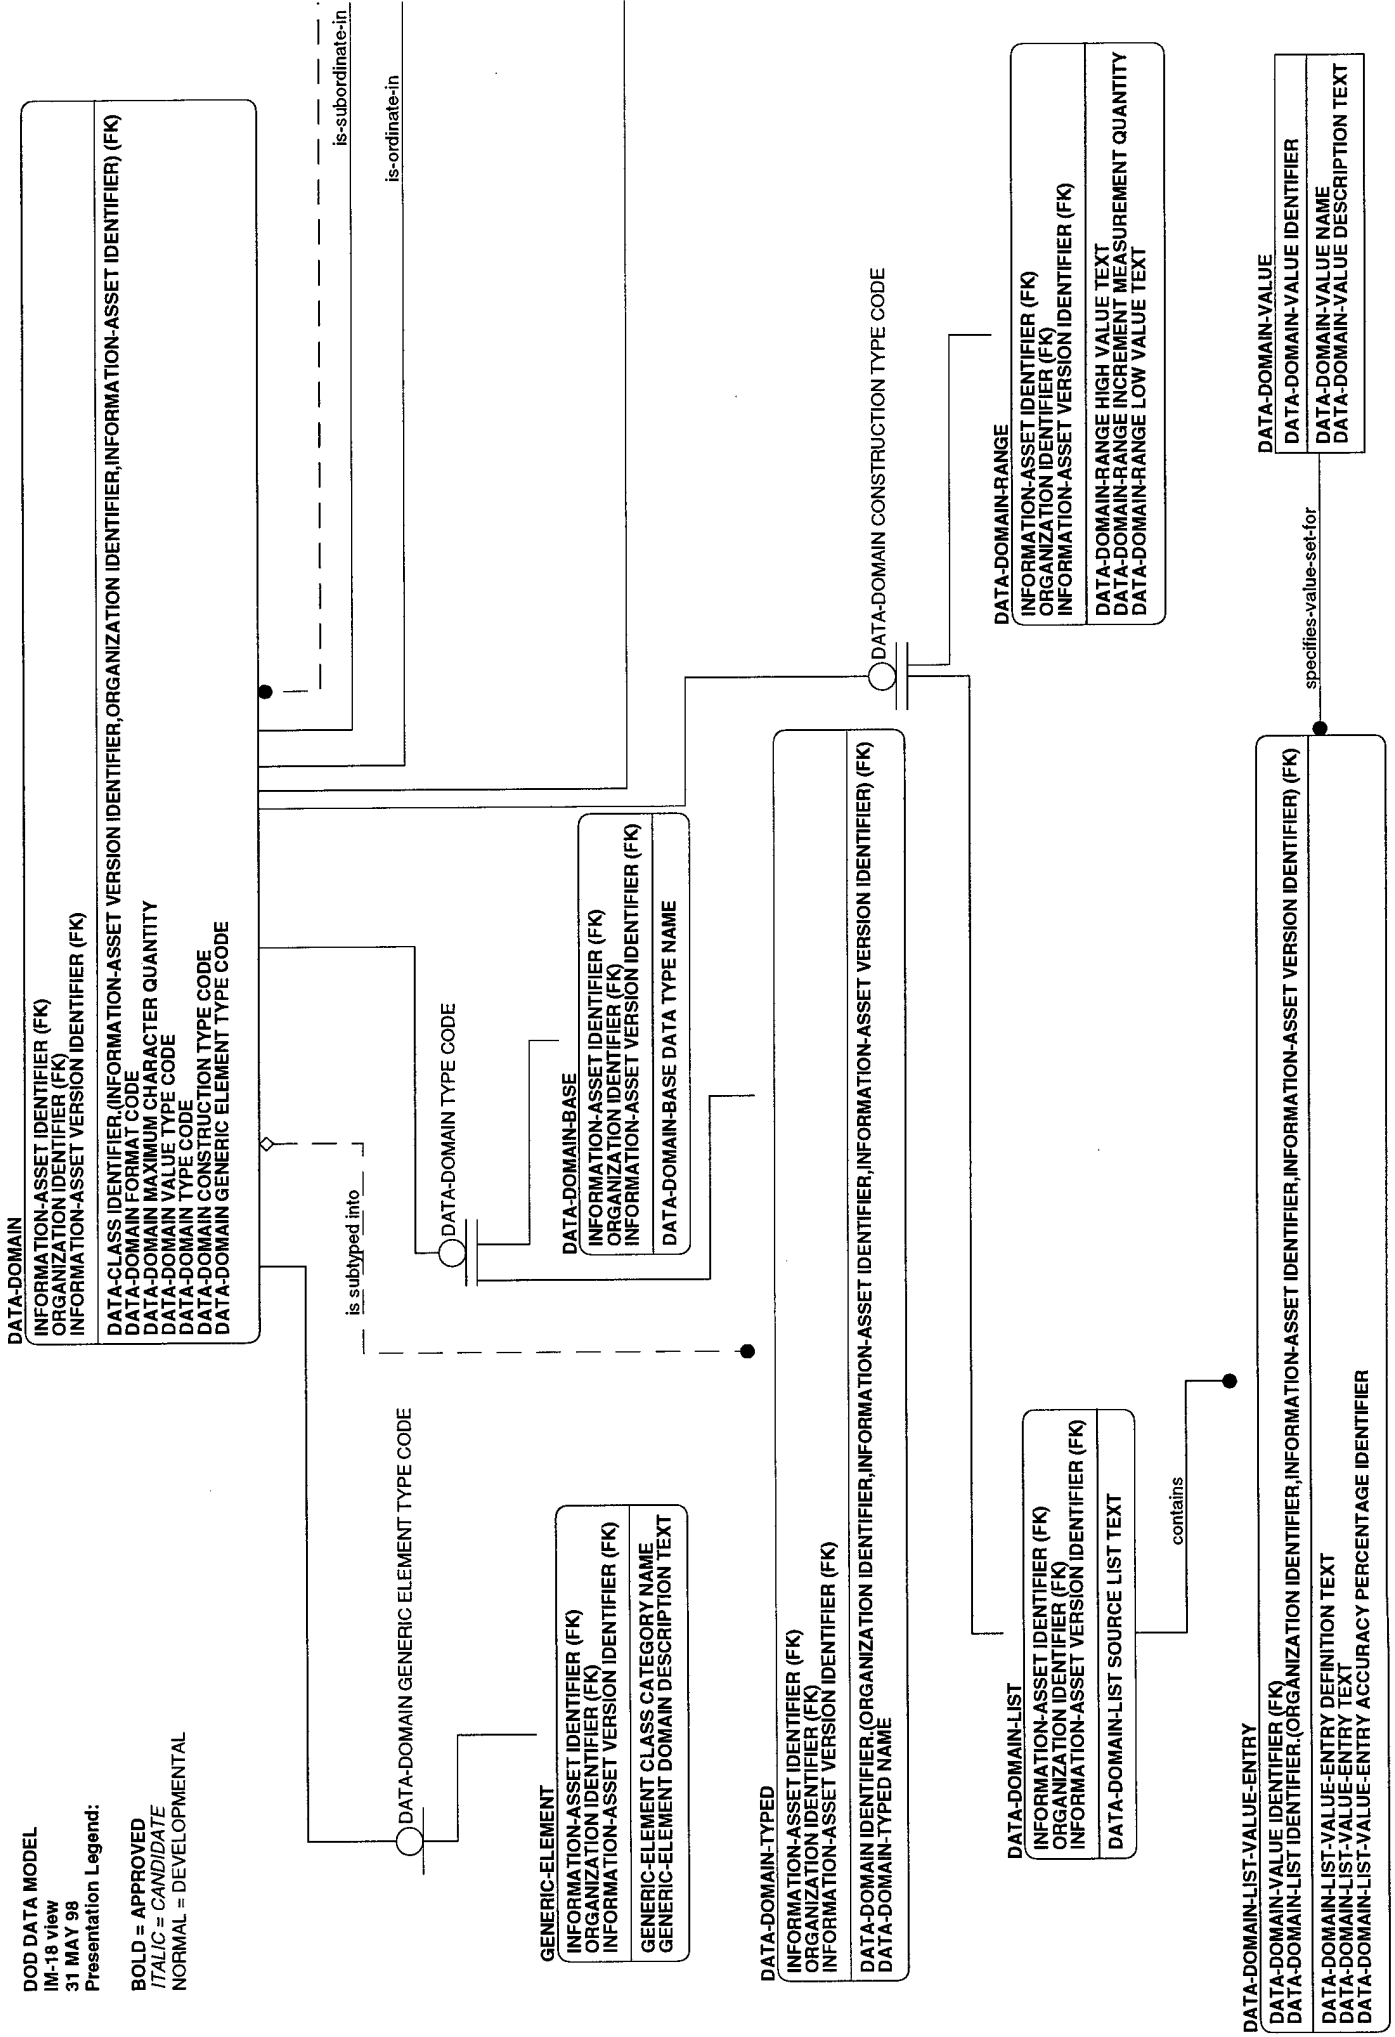 DOD DATA MODEL
IM-18 view
31 MAY 98
Presentation Legend:
BOLD = APPROVED
ITALIC = CANDIDATE
NORMAL = DEVELOPMENTAL
DATA-DOMAIN
INFORMATION-ASSET IDENTIFIER (FK)
ORGANIZATION IDENTIFIER (FK)
INFORMATION-ASSET VERSION IDENTIFIER (FK)
DATA-CLASS IDENTIFIER.(INFORMATION-ASSET VERSION IDENTIFIER,ORGANIZATION IDENTIFIER,INFORMATION-ASSET IDENTIFIER) (FK)
DATA-DOMAIN FORMAT CODE
DATA-DOMAIN MAXIMUM CHARACTER QUANTITY
DATA-DOMAIN VALUE TYPE CODE
DATA-DOMAIN TYPE CODE
DATA-DOMAIN CONSTRUCTION TYPE CODE
DATA-DOMAIN GENERIC ELEMENT TYPE CODE
is-subordinate-in
is-ordinate-in
is subtyped into
DATA-DOMAIN GENERIC ELEMENT TYPE CODE
DATA-DOMAIN TYPE CODE
GENERIC-ELEMENT
INFORMATION-ASSET IDENTIFIER (FK)
ORGANIZATION IDENTIFIER (FK)
INFORMATION-ASSET VERSION IDENTIFIER (FK)
GENERIC-ELEMENT CLASS CATEGORY NAME
GENERIC-ELEMENT DOMAIN DESCRIPTION TEXT
DATA-DOMAIN-BASE
INFORMATION-ASSET IDENTIFIER (FK)
ORGANIZATION IDENTIFIER (FK)
INFORMATION-ASSET VERSION IDENTIFIER (FK)
DATA-DOMAIN-BASE DATA TYPE NAME
DATA-DOMAIN-TYPED
INFORMATION-ASSET IDENTIFIER (FK)
ORGANIZATION IDENTIFIER (FK)
INFORMATION-ASSET VERSION IDENTIFIER (FK)
DATA-DOMAIN IDENTIFIER.(ORGANIZATION IDENTIFIER,INFORMATION-ASSET IDENTIFIER,INFORMATION-ASSET VERSION IDENTIFIER) (FK)
DATA-DOMAIN-TYPED NAME
DATA-DOMAIN CONSTRUCTION TYPE CODE
DATA-DOMAIN-LIST
INFORMATION-ASSET IDENTIFIER (FK)
ORGANIZATION IDENTIFIER (FK)
INFORMATION-ASSET VERSION IDENTIFIER (FK)
DATA-DOMAIN-LIST SOURCE LIST TEXT
DATA-DOMAIN-RANGE
INFORMATION-ASSET IDENTIFIER (FK)
ORGANIZATION IDENTIFIER (FK)
INFORMATION-ASSET VERSION IDENTIFIER (FK)
DATA-DOMAIN-RANGE HIGH VALUE TEXT
DATA-DOMAIN-RANGE INCREMENT MEASUREMENT QUANTITY
DATA-DOMAIN-RANGE LOW VALUE TEXT
contains
DATA-DOMAIN-LIST-VALUE-ENTRY
DATA-DOMAIN-VALUE IDENTIFIER (FK)
DATA-DOMAIN-LIST IDENTIFIER.(ORGANIZATION IDENTIFIER,INFORMATION-ASSET IDENTIFIER,INFORMATION-ASSET VERSION IDENTIFIER) (FK)
DATA-DOMAIN-LIST-VALUE-ENTRY DEFINITION TEXT
DATA-DOMAIN-LIST-VALUE-ENTRY TEXT
DATA-DOMAIN-LIST-VALUE-ENTRY ACCURACY PERCENTAGE IDENTIFIER
specifies-value-set-for
DATA-DOMAIN-VALUE
DATA-DOMAIN-VALUE IDENTIFIER
DATA-DOMAIN-VALUE NAME
DATA-DOMAIN-VALUE DESCRIPTION TEXT